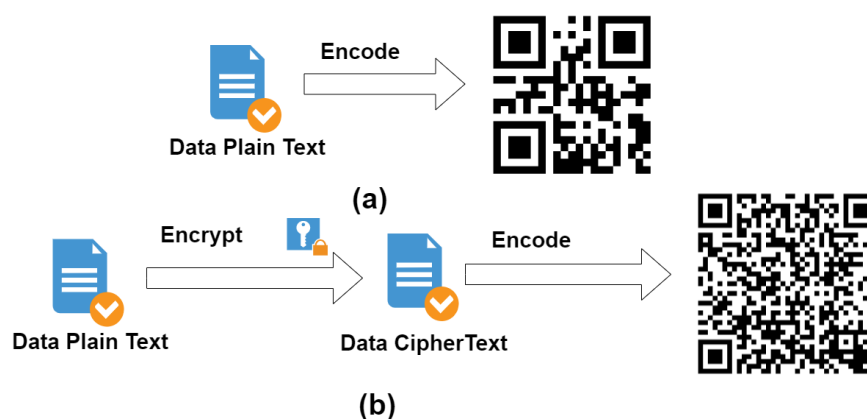 Encode
Data Plain Text
(a)
Encrypt
Encode
Data Plain Text
Data CipherText
(b)